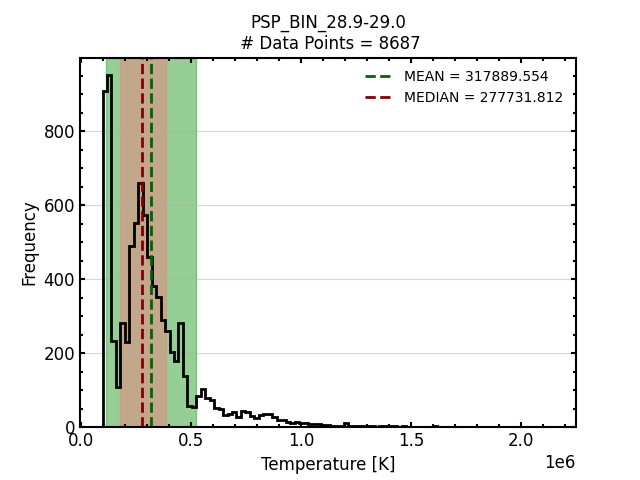 PSP_BIN_28.9-29.0
# Data Points = 8687
MEAN = 317889.554
MEDIAN = 277731.812
Frequency
800
600
400
200
0
0.0 0.5 1.0 1.5 2.0
1e6
Temperature [K]